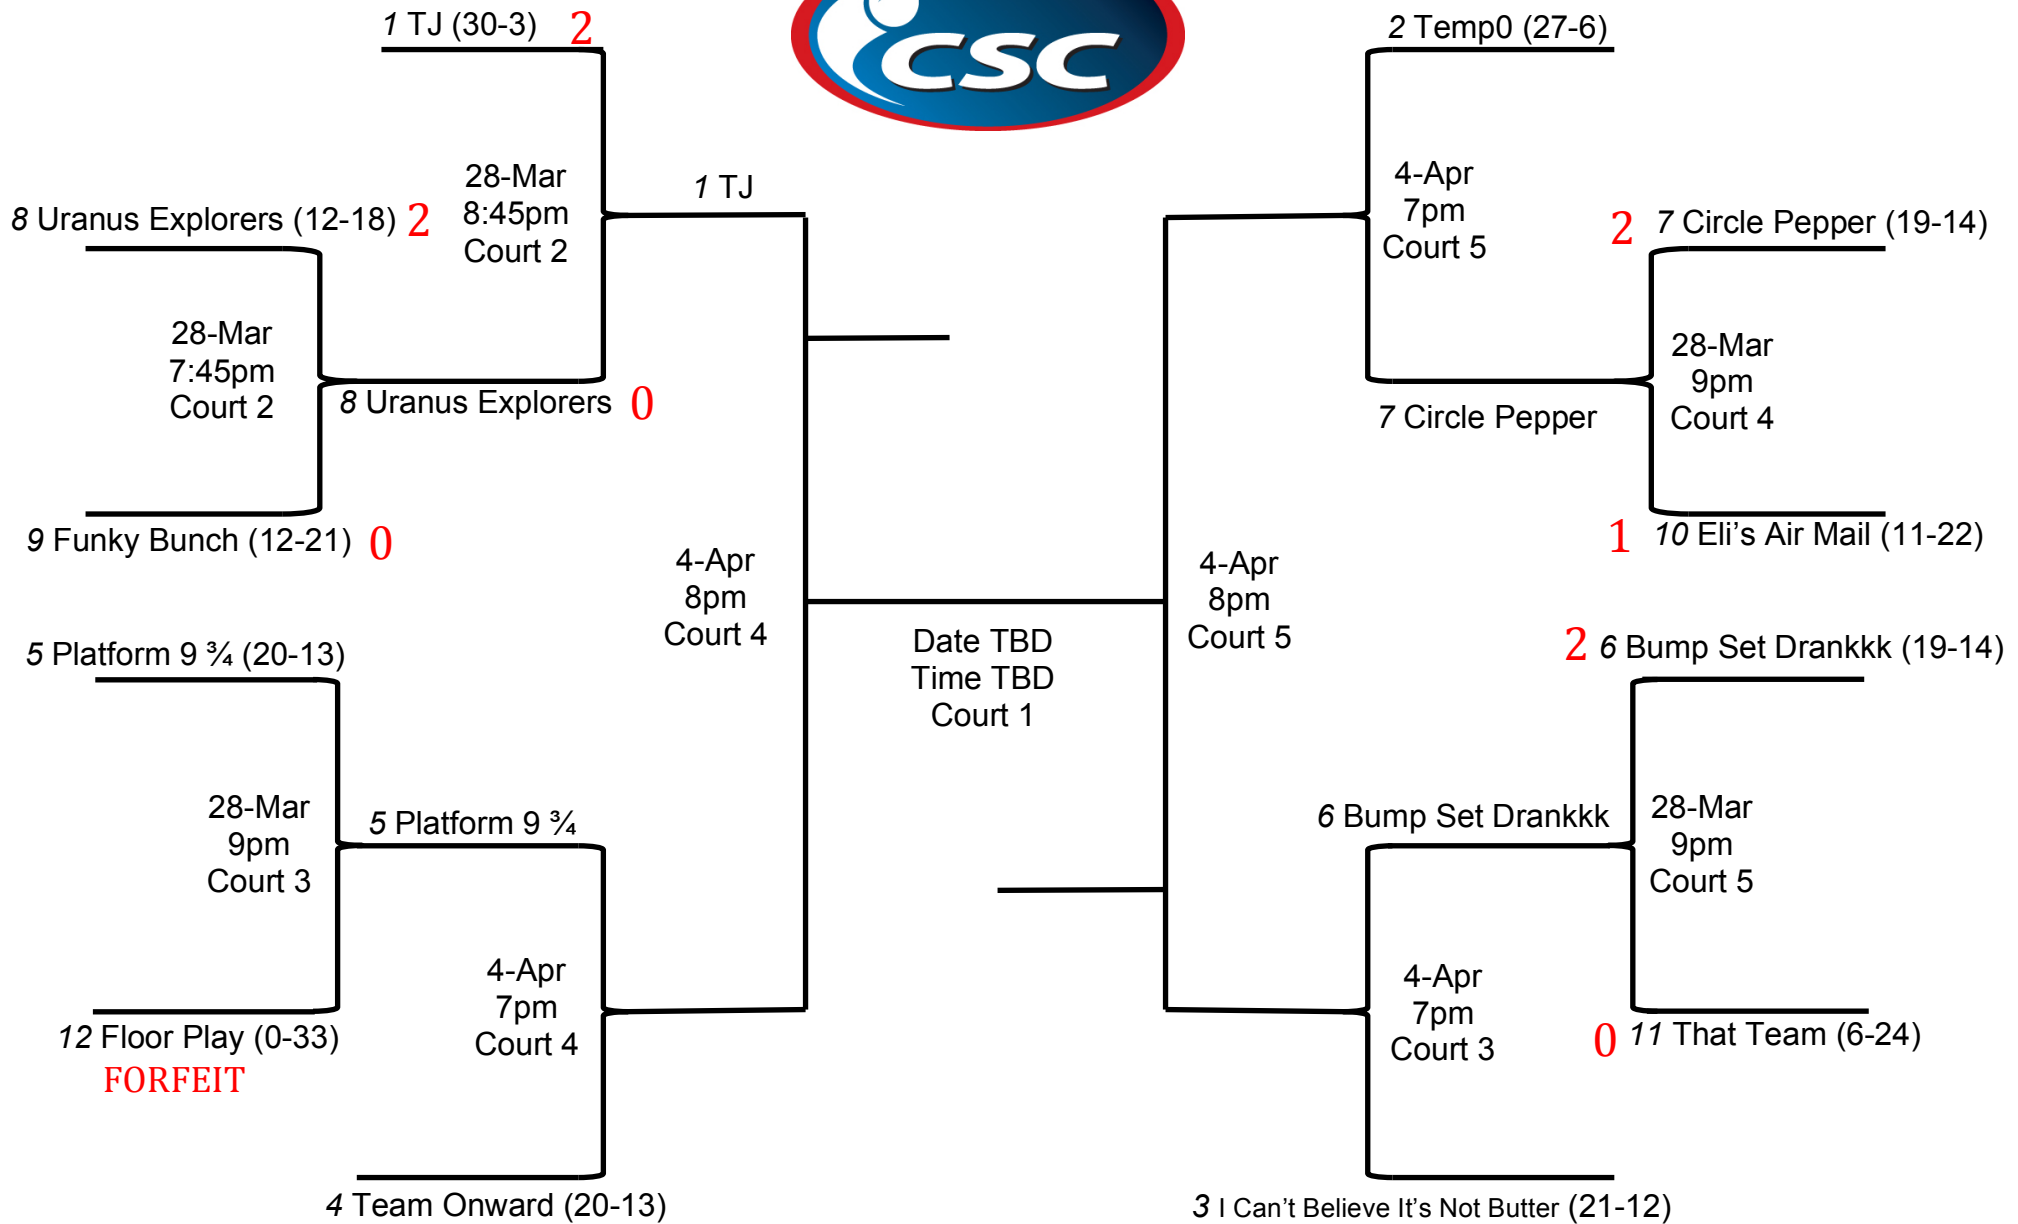 1 TJ (30-3) 2
CSC
2 Temp0 (27-6)
28-Mar
8:45pm
Court 2
1 TJ
4-Apr
7pm
Court 5
8 Uranus Explorers (12-18) 2
2 7 Circle Pepper (19-14)
28-Mar
7:45pm
Court 2
28-Mar
9pm
Court 4
8 Uranus Explorers 0
7 Circle Pepper
9 Funky Bunch (12-21) 0
1 10 Eli's Air Mail (11-22)
4-Apr
8pm
Court 4
4-Apr
8pm
Court 5
Date TBD
Time TBD
Court 1
5 Platform 9 ¾ (20-13)
2 6 Bump Set Drankkk (19-14)
28-Mar
9pm
Court 3
5 Platform 9 ¾
6 Bump Set Drankkk
28-Mar
9pm
Court 5
4-Apr
7pm
Court 4
4-Apr
7pm
Court 3
12 Floor Play (0-33)
FORFEIT
0 11 That Team (6-24)
4 Team Onward (20-13)
3 I Can't Believe It's Not Butter (21-12)